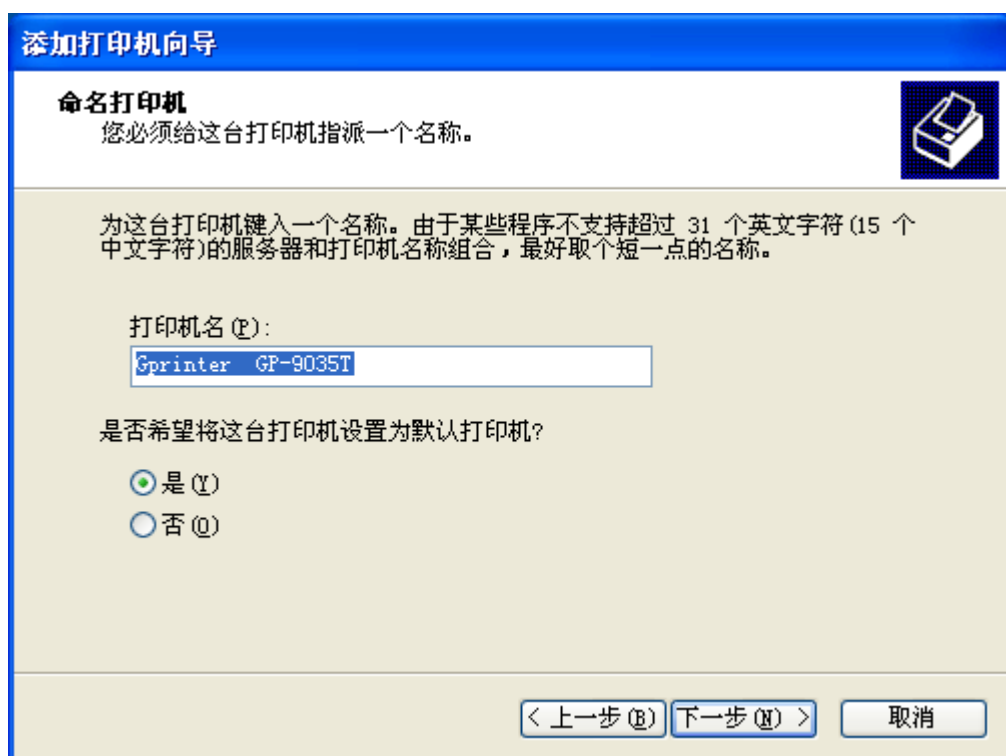 添加打印机向导
命名打印机
您必须给这台打印机指派一个名称。
为这台打印机键入一个名称。由于某些程序不支持超过 31 个英文字符(15 个
中文字符)的服务器和打印机名称组合，最好取个短一点的名称。
打印机名(P):
Gprinter  GP-9035T
是否希望将这台打印机设置为默认打印机?
是(Y)
否(O)
< 上一步(B) 下一步(N) > 取消